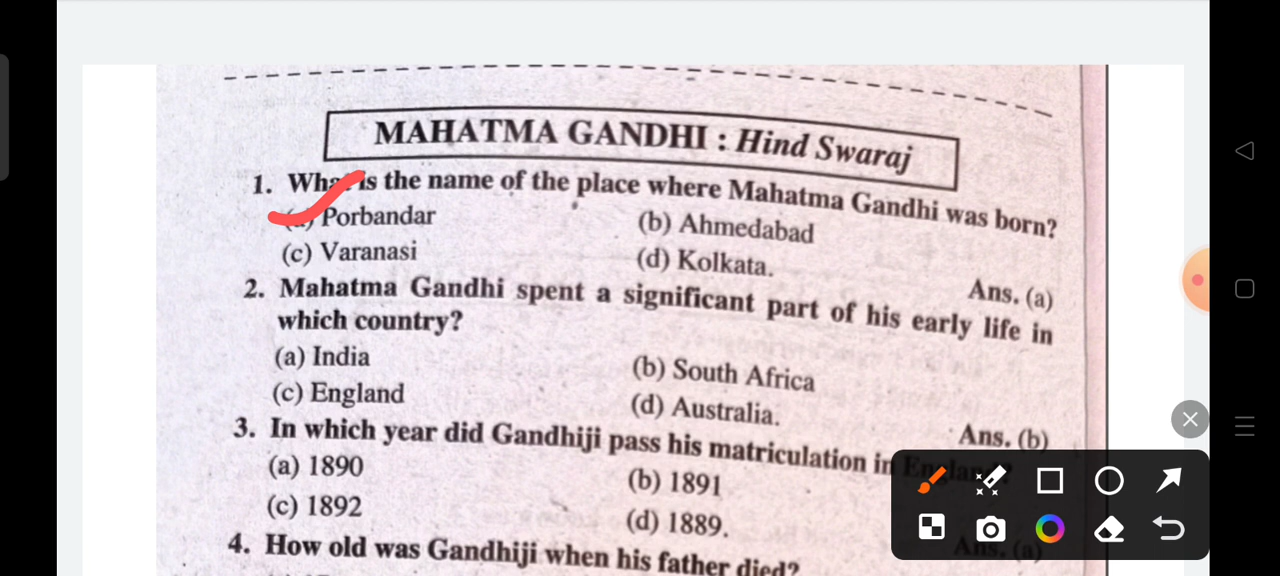 MAHATMA GANDHI : Hind Swaraj
1. What is the name of the place where Mahatma Gandhi was born?
(a) Porbandar (b) Ahmedabad
(c) Varanasi (d) Kolkata.
Ans. (a)
2. Mahatma Gandhi spent a significant part of his early life in
which country?
(a) India (b) South Africa
(c) England (d) Australia.
Ans. (b)
3. In which year did Gandhiji pass his matriculation in England?
(a) 1890 (b) 1891
(c) 1892 (d) 1889.
Ans. (a)
4. How old was Gandhiji when his father died?